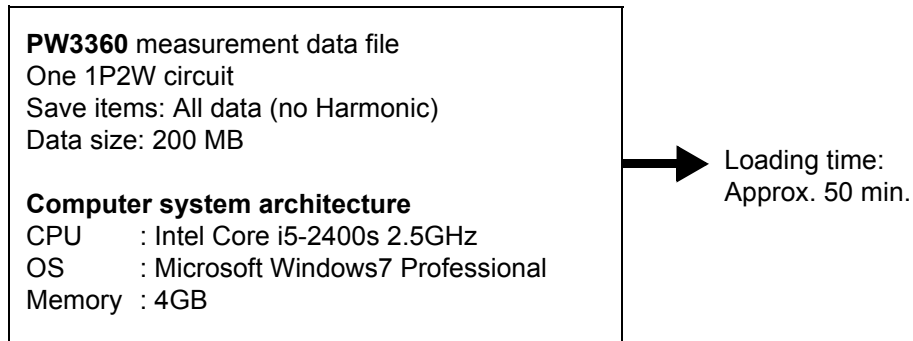 PW3360 measurement data file
One 1P2W circuit
Save items: All data (no Harmonic)
Data size: 200 MB
Computer system architecture
CPU : Intel Core i5-2400s 2.5GHz
OS : Microsoft Windows7 Professional
Memory : 4GB
Loading time:
Approx. 50 min.